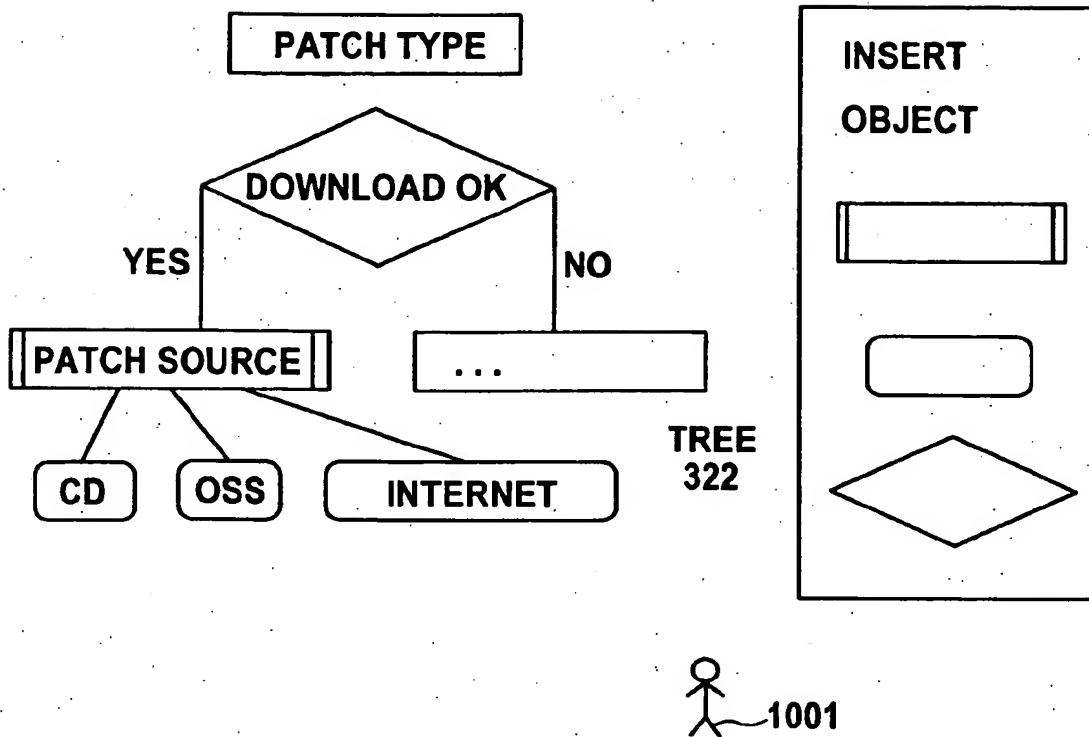 PATCH TYPE
DOWNLOAD OK
YES
NO
PATCH SOURCE
...
CD
OSS
INTERNET
TREE
322
INSERT
OBJECT
1001